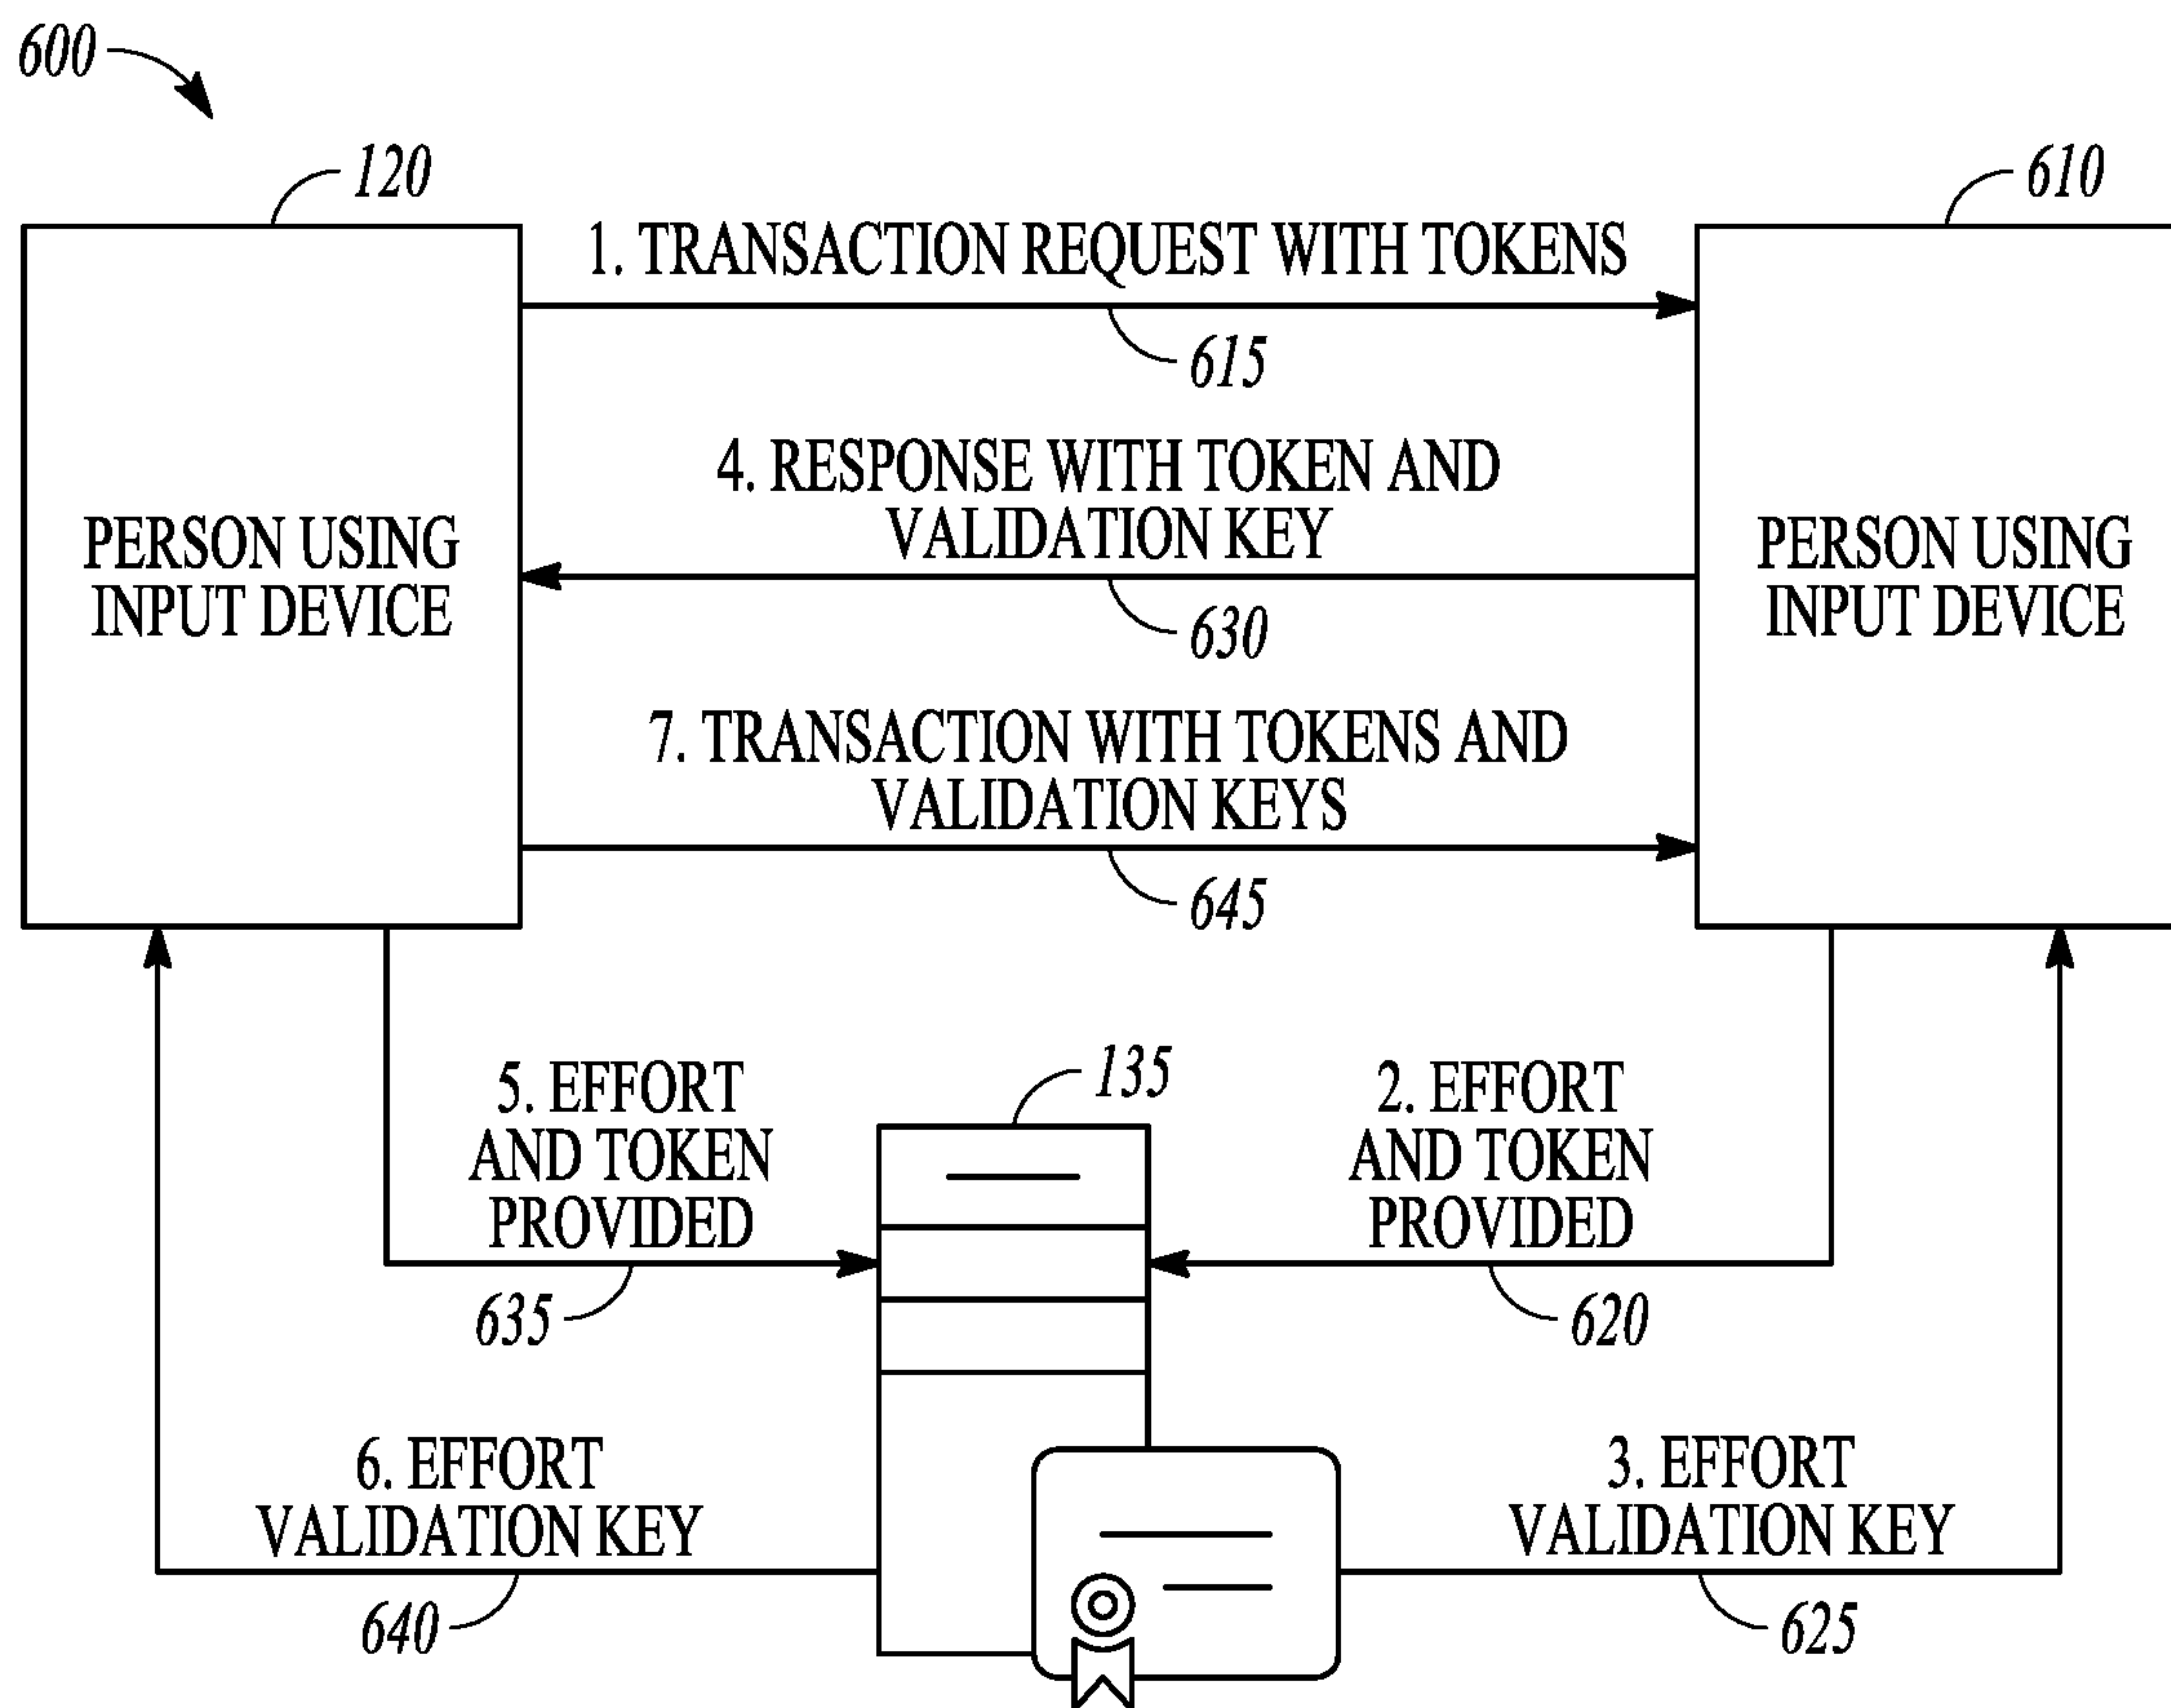 600
120
610
1. TRANSACTION REQUEST WITH TOKENS
615
4. RESPONSE WITH TOKEN AND
VALIDATION KEY
630
PERSON USING
INPUT DEVICE
PERSON USING
INPUT DEVICE
7. TRANSACTION WITH TOKENS AND
VALIDATION KEYS
645
135
5. EFFORT
AND TOKEN
PROVIDED
635
2. EFFORT
AND TOKEN
PROVIDED
620
6. EFFORT
VALIDATION KEY
640
3. EFFORT
VALIDATION KEY
625